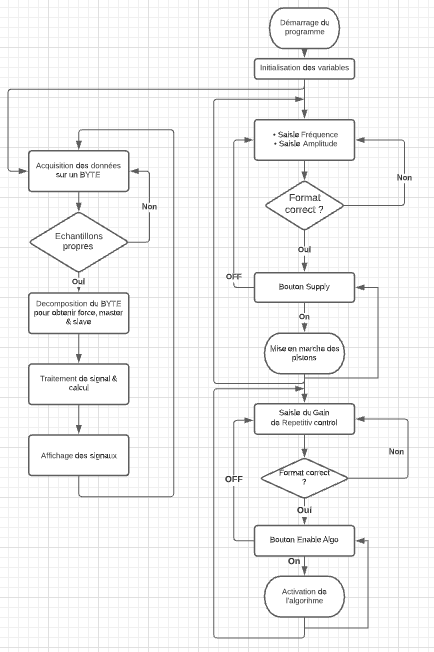 Démarrage du
programme
Initialisation des variables
• Saisie Fréquence
• Saisie Amplitude
Non
Format
correct ?
Oui
OFF
Bouton Supply
On
Mise en marche des
pistons
Saisie du Gain
de Repetitiv control
Non
Format correct
?
OFF
Oui
Bouton Enable Algo
On
Activation de
l'algorithme
Acquisition des données
sur un BYTE
Non
Echantillons
propres
Oui
Decomposition du BYTE
pour obtenir force, master
& slave
Traitement de signal &
calcul
Affichage des signaux